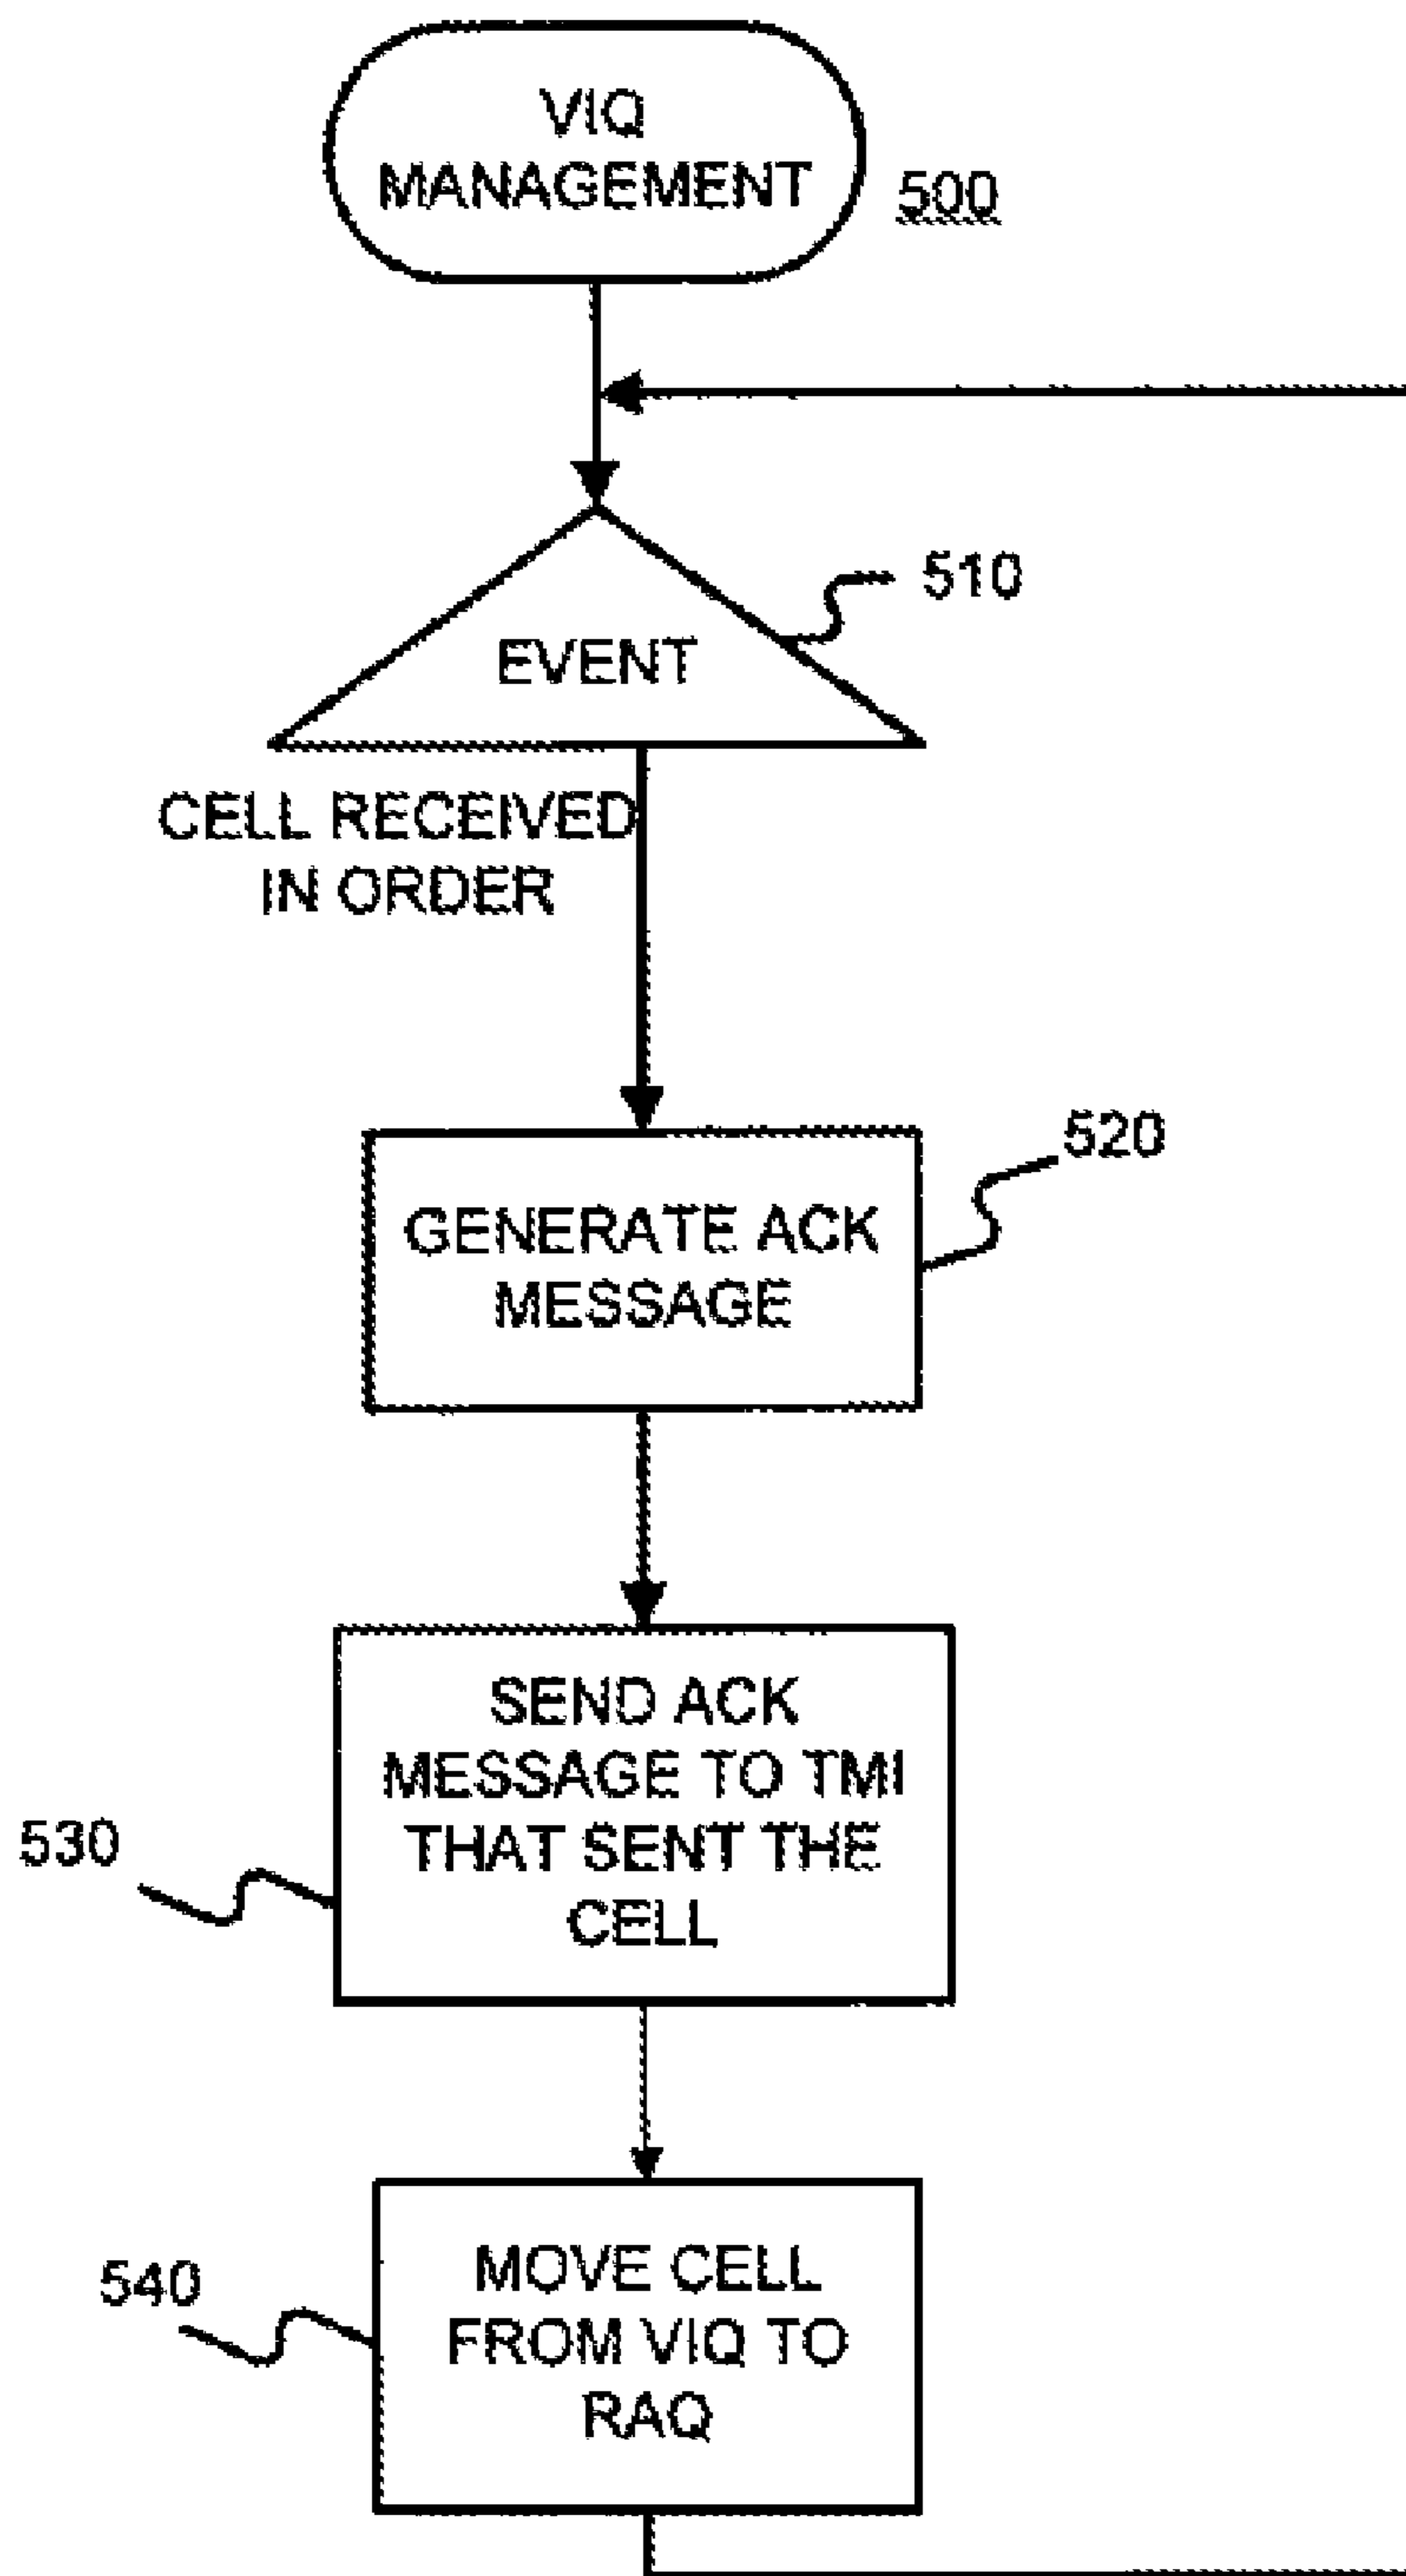 VIQ
MANAGEMENT
500
EVENT
510
CELL RECEIVED
IN ORDER
520
GENERATE ACK
MESSAGE
SEND ACK
MESSAGE TO TMI
THAT SENT THE
CELL
530
MOVE CELL
FROM VIQ TO
RAQ
540